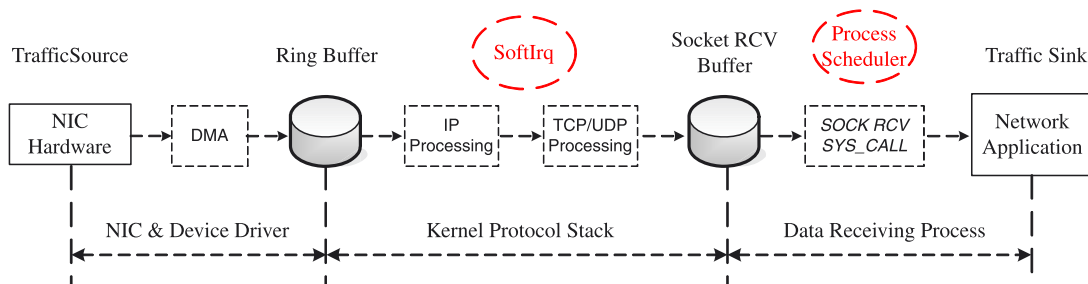 TrafficSource
Ring Buffer
SoftIrq
Socket RCV
Buffer
Process
Scheduler
Traffic Sink
NIC
Hardware
DMA
IP
Processing
TCP/UDP
Processing
SOCK RCV
SYS_CALL
Network
Application
NIC & Device Driver
Kernel Protocol Stack
Data Receiving Process